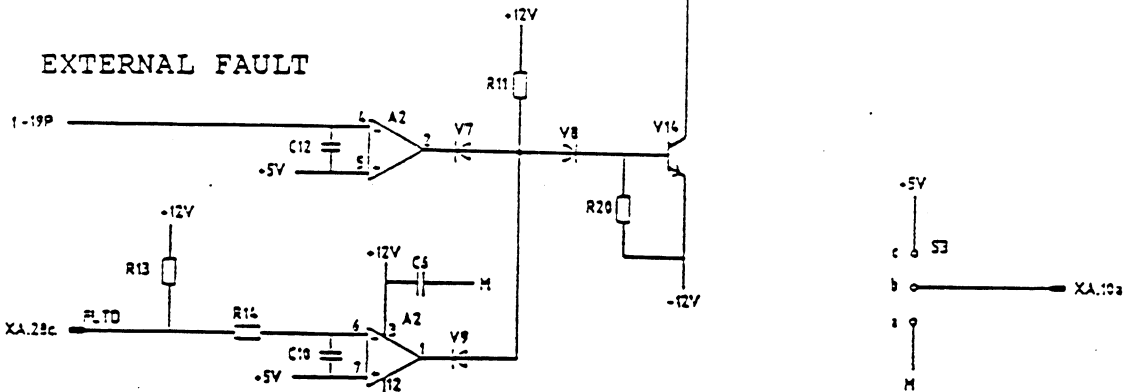 +12V
EXTERNAL FAULT
R11
1-19P
4
A2
2
V7
V8
V14
C12
5
+5V
R20
+12V
+5V
R13
+12V
C5
M
c
S3
-12V
b
XA.10a
XA.28c
FLTD
R14
6
3
A2
a
C10
1
V9
7
+5V
12
M